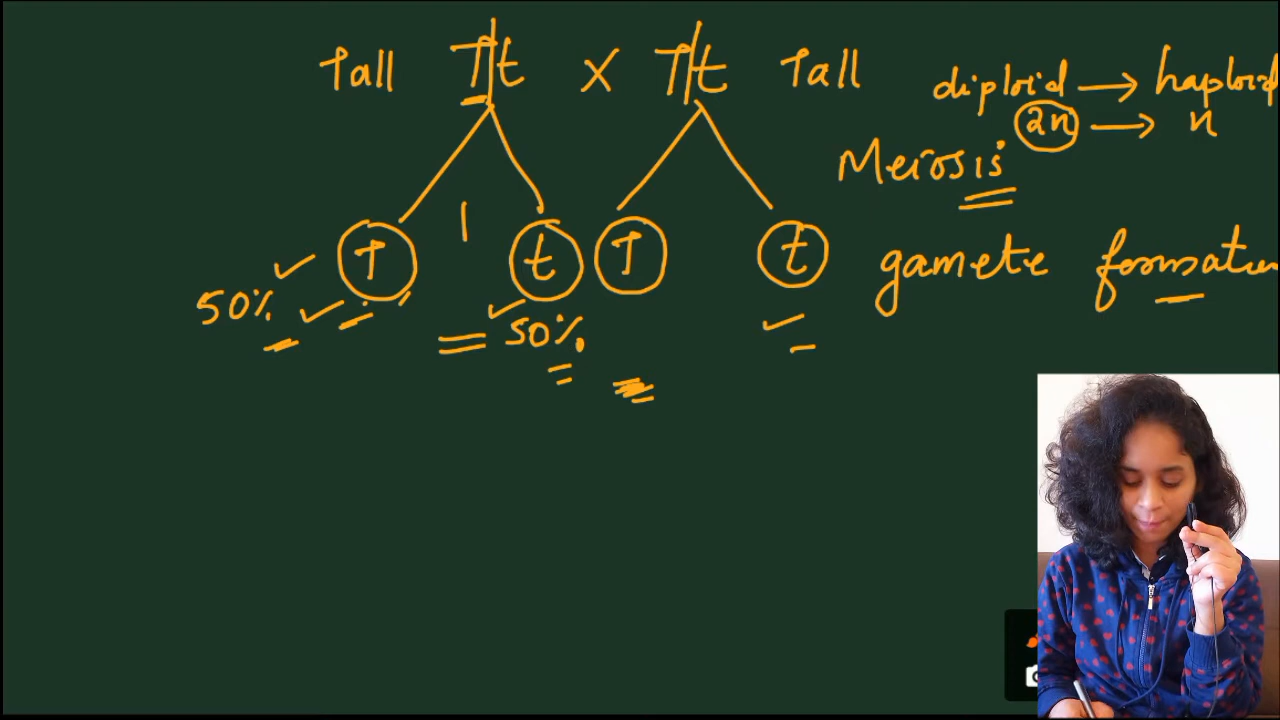 Tall Tt X Tt Tall
diploid → haploid
2n → n
Meiosis
T t T t
gamete formation
50% 50%